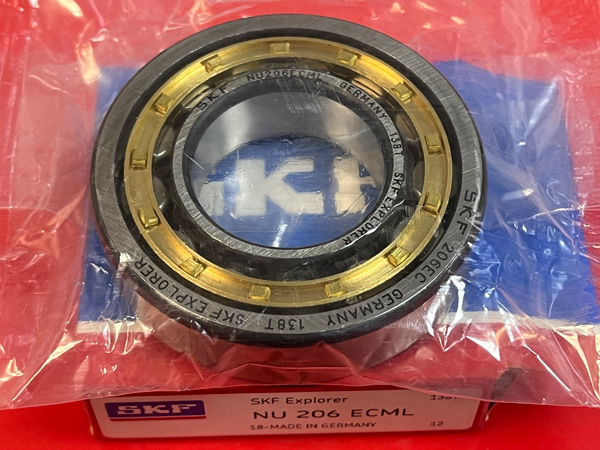 SKF NU206ECML GERMANY 138T SKF EXPLORER
SKF 206EC GERMANY 138T SKF EXPLORER
SKF
SKF
SKF Explorer
NU 206 ECML
18-MADE IN GERMANY
12